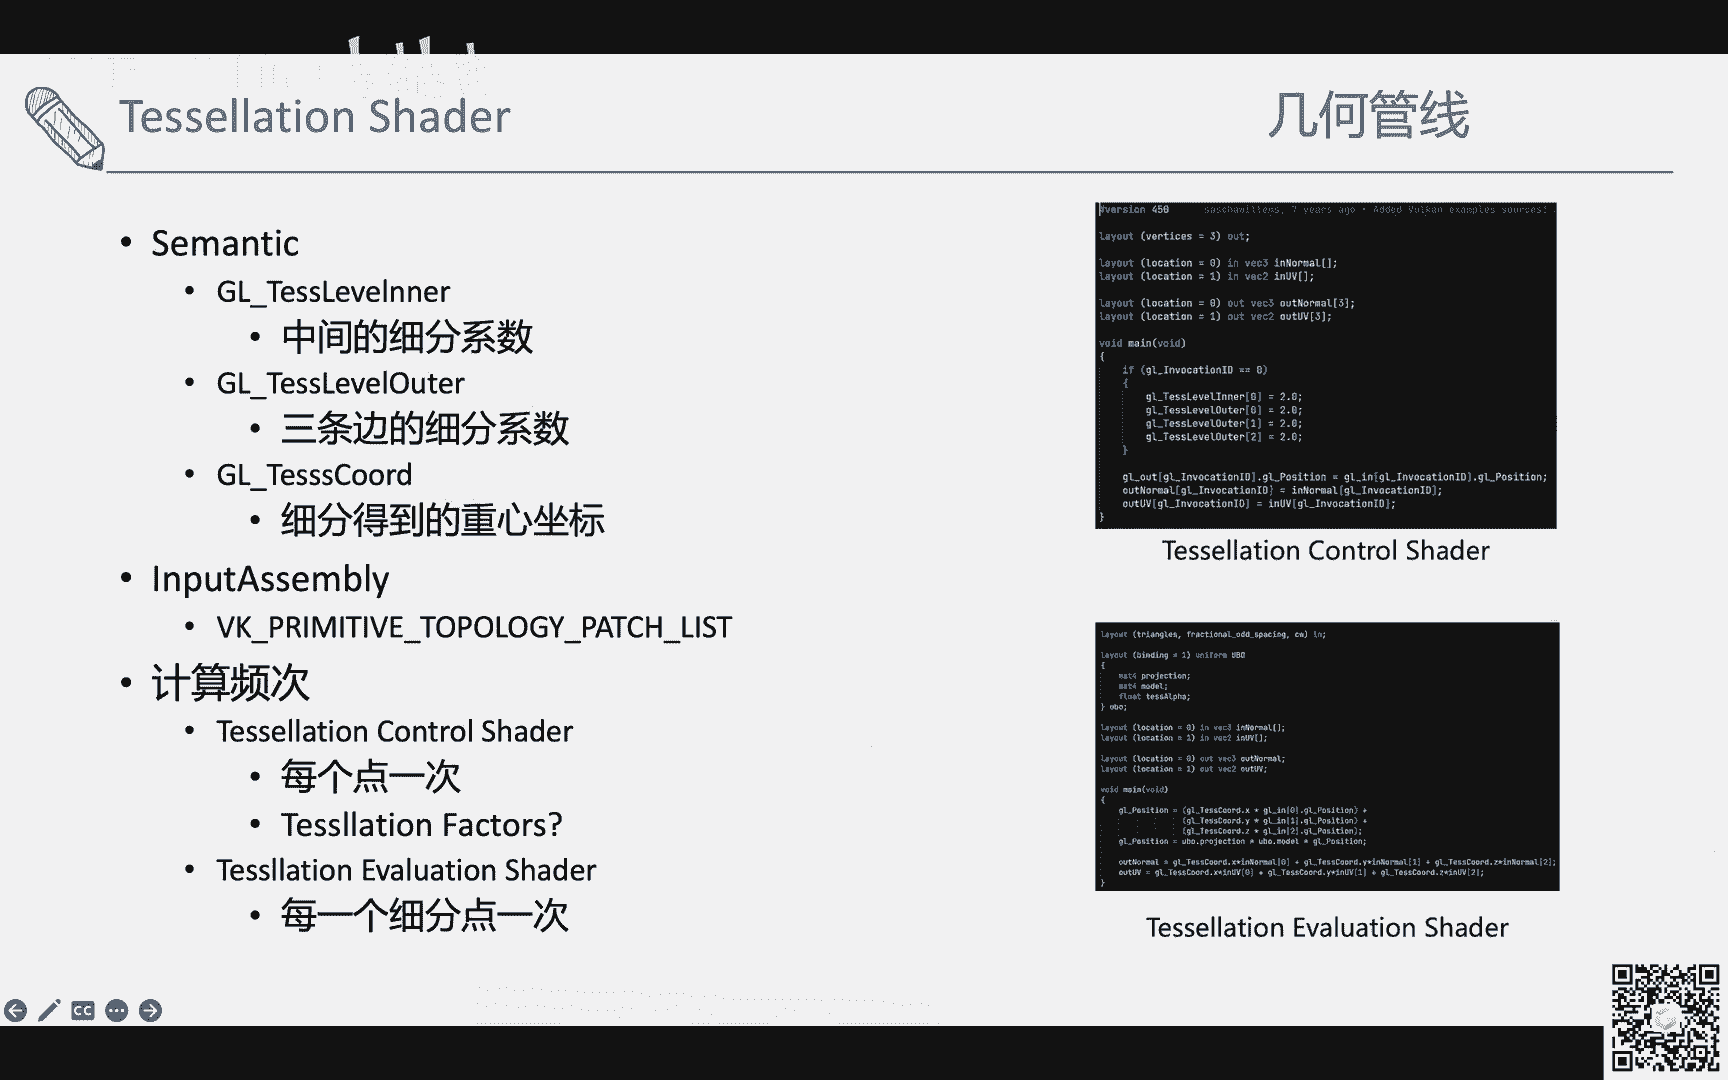 Tessellation Shader
几何管线
• Semantic
• GL_TessLevelnner
• 中间的细分系数
• GL_TessLevelOuter
• 三条边的细分系数
• GL_TesssCoord
• 细分得到的重心坐标
• InputAssembly
• VK_PRIMITIVE_TOPOLOGY_PATCH_LIST
• 计算频次
• Tessellation Control Shader
• 每个点一次
• Tessllation Factors?
• Tessllation Evaluation Shader
• 每一个细分点一次
#version 450 saschawillems, 7 years ago • Added Vulkan examples sources!
layout (vertices = 3) out;
layout (location = 0) in vec3 inNormal[];
layout (location = 1) in vec2 inUV[];
layout (location = 0) out vec3 outNormal[3];
layout (location = 1) out vec2 outUV[3];
void main(void)
{
if (gl_InvocationID == 0)
{
gl_TessLevelInner[0] = 2.0;
gl_TessLevelOuter[0] = 2.0;
gl_TessLevelOuter[1] = 2.0;
gl_TessLevelOuter[2] = 2.0;
}
gl_out[gl_InvocationID].gl_Position = gl_in[gl_InvocationID].gl_Position;
outNormal[gl_InvocationID] = inNormal[gl_InvocationID];
outUV[gl_InvocationID] = inUV[gl_InvocationID];
}
Tessellation Control Shader
layout (triangles, fractional_odd_spacing, cw) in;
layout (binding = 1) uniform UBO
{
mat4 projection;
mat4 model;
float tessAlpha;
} ubo;
layout (location = 0) in vec3 inNormal[];
layout (location = 1) in vec2 inUV[];
layout (location = 0) out vec3 outNormal;
layout (location = 1) out vec2 outUV;
void main(void)
{
gl_Position = (gl_TessCoord.x * gl_in[0].gl_Position) +
(gl_TessCoord.y * gl_in[1].gl_Position) +
(gl_TessCoord.z * gl_in[2].gl_Position);
gl_Position = ubo.projection * ubo.model * gl_Position;
outNormal = gl_TessCoord.x*inNormal[0] + gl_TessCoord.y*inNormal[1] + gl_TessCoord.z*inNormal[2];
outUV = gl_TessCoord.x*inUV[0] + gl_TessCoord.y*inUV[1] + gl_TessCoord.z*inUV[2];
}
Tessellation Evaluation Shader
CC